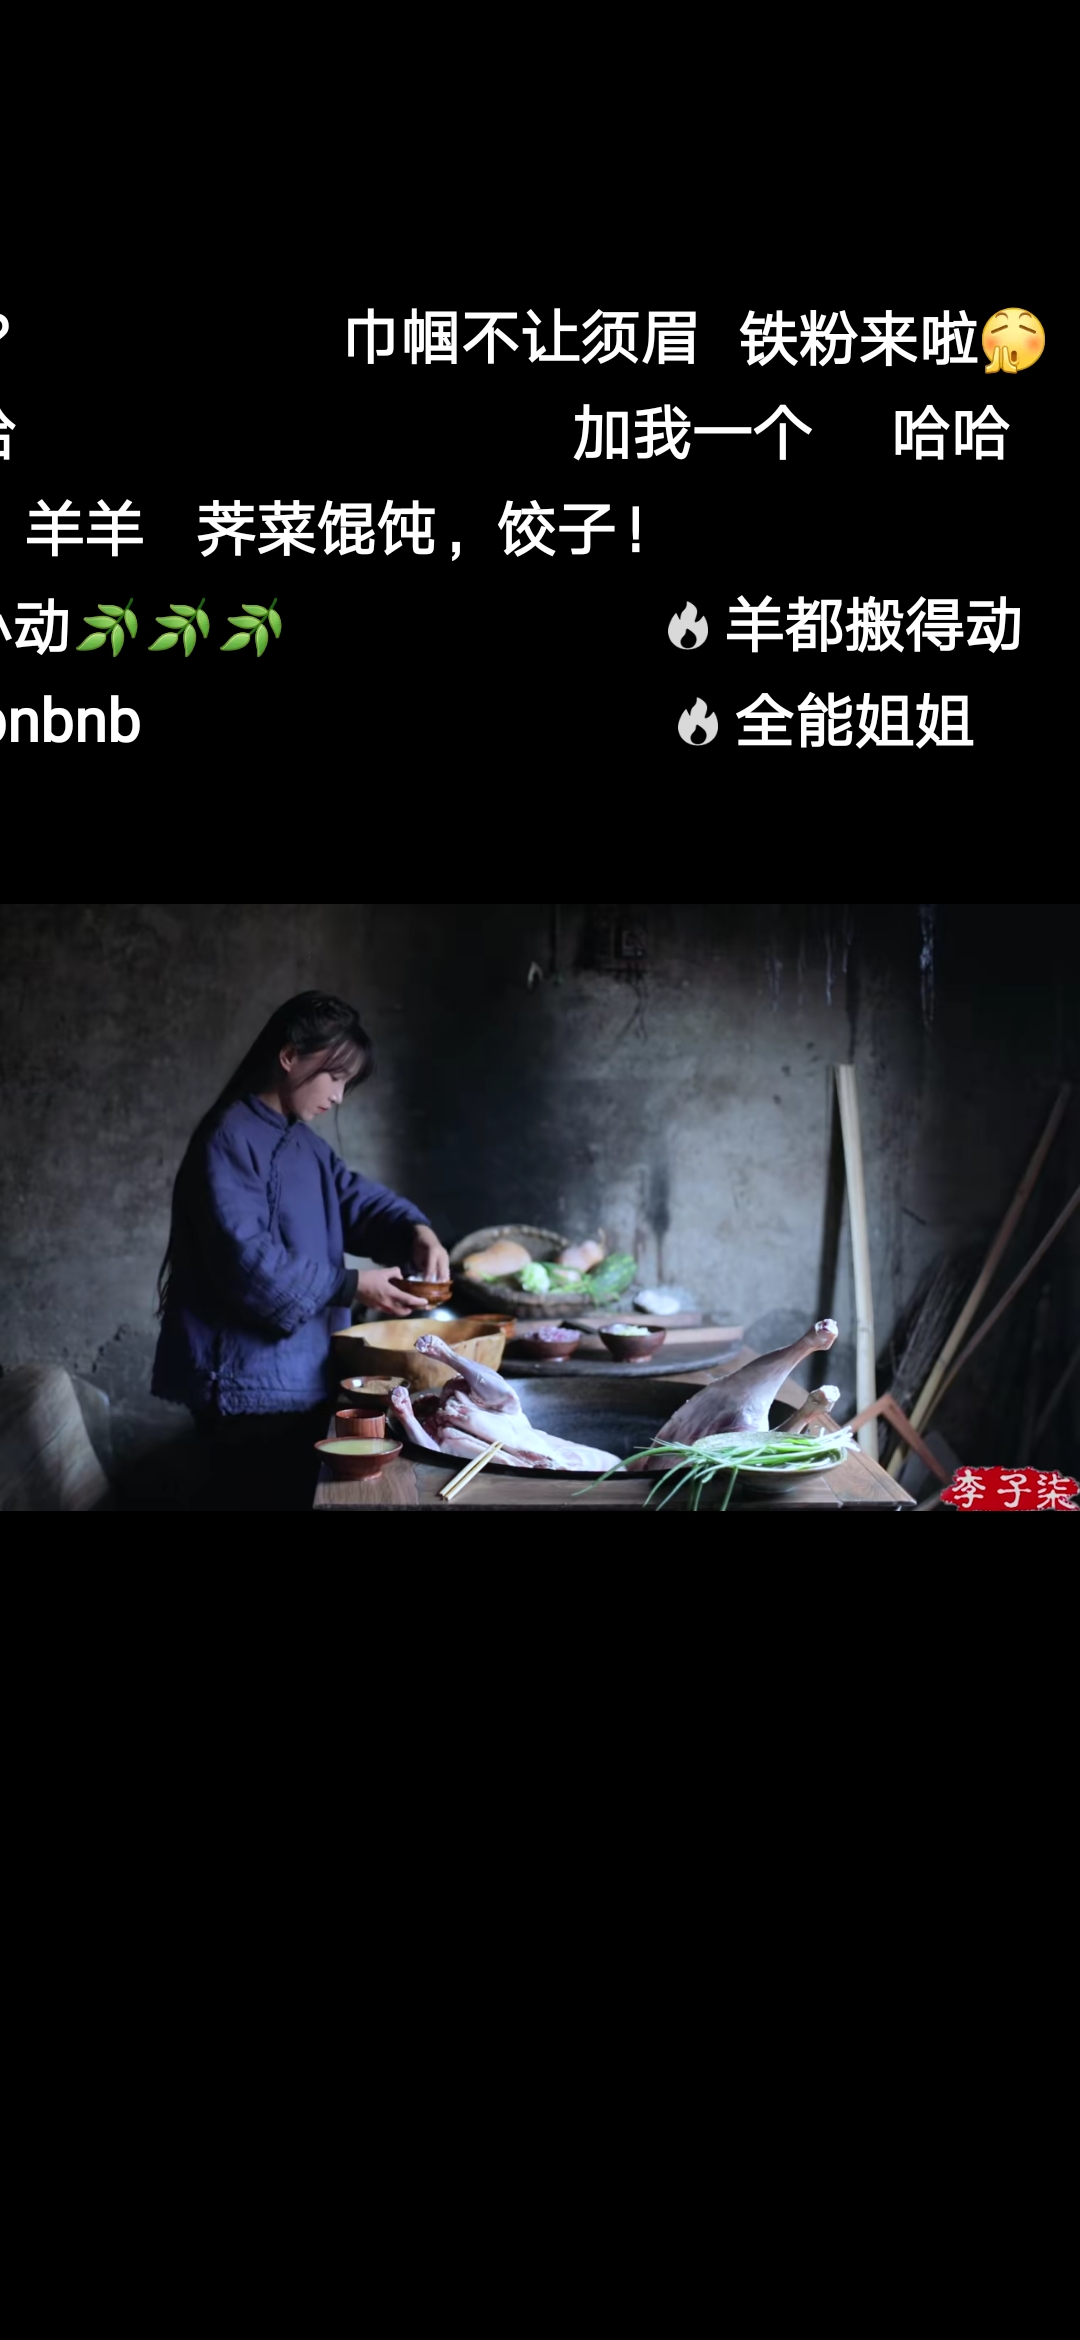 ?
巾帼不让须眉 铁粉来啦🥱
加我一个 哈哈
羊羊 荠菜馄饨，饺子！
动🌿🌿🌿 羊都搬得动
nbnb 全能姐姐
李子柒